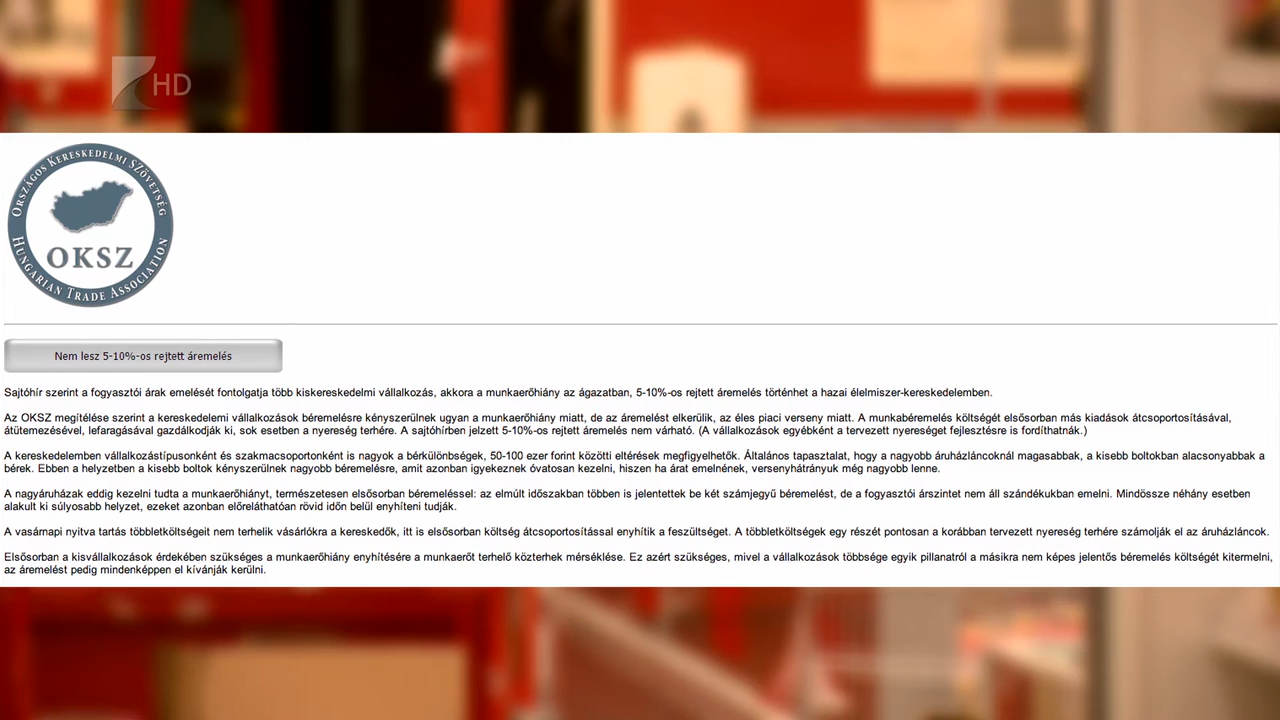 HD
ORSZÁGOS KERESKEDELMI SZÖVETSÉG
OKSZ
HUNGARIAN TRADE ASSOCIATION
Nem lesz 5-10%-os rejtett áremelés
Sajtóhír szerint a fogyasztói árak emelését fontolgatja több kiskereskedelmi vállalkozás, akkora a munkaerőhiány az ágazatban, 5-10%-os rejtett áremelés történhet a hazai élelmiszer-kereskedelemben.
Az OKSZ megítélése szerint a kereskedelemi vállalkozások béremelésre kényszerülnek ugyan a munkaerőhiány miatt, de az áremelést elkerülik, az éles piaci verseny miatt. A munkabéremelés költségét elsősorban más kiadások átcsoportosításával,
átütemezésével, lefaragásával gazdálkodják ki, sok esetben a nyereség terhére. A sajtóhírben jelzett 5-10%-os rejtett áremelés nem várható. (A vállalkozások egyébként a tervezett nyereséget fejlesztésre is fordíthatnák.)
A kereskedelemben vállalkozástípusonként és szakmacsoportonként is nagyok a bérkülönbségek, 50-100 ezer forint közötti eltérések megfigyelhetők. Általános tapasztalat, hogy a nagyobb áruházláncoknál magasabbak, a kisebb boltokban alacsonyabbak a
bérek. Ebben a helyzetben a kisebb boltok kényszerülnek nagyobb béremelésre, amit azonban igyekeznek óvatosan kezelni, hiszen ha árat emelnének, versenyhátrányuk még nagyobb lenne.
A nagyáruházak eddig kezelni tudta a munkaerőhiányt, természetesen elsősorban béremeléssel: az elmúlt időszakban többen is jelentettek be két számjegyű béremelést, de a fogyasztói árszintet nem áll szándékukban emelni. Mindössze néhány esetben
alakult ki súlyosabb helyzet, ezeket azonban előreláthatóan rövid időn belül enyhíteni tudják.
A vasárnapi nyitva tartás többletköltségeit nem terhelik vásárlókra a kereskedők, itt is elsősorban költség átcsoportosítással enyhítik a feszültséget. A többletköltségek egy részét pontosan a korábban tervezett nyereség terhére számolják el az áruházláncok.
Elsősorban a kisvállalkozások érdekében szükséges a munkaerőhiány enyhítésére a munkaerőt terhelő közterhek mérséklése. Ez azért szükséges, mivel a vállalkozások többsége egyik pillanatról a másikra nem képes jelentős béremelés költségét kitermelni,
az áremelést pedig mindenképpen el kívánják kerülni.